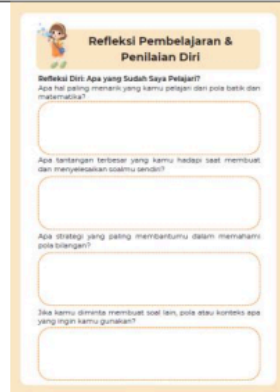 Refleksi Pembelajaran &
Penilaian Diri
Refleksi Diri: Apa yang Sudah Saya Pelajari?
Apa hal paling menarik yang kamu pelajari dari pola batik dan
matematika?
Apa tantangan terbesar yang kamu hadapi saat membuat
dan menyelesaikan soalmu sendiri?
Apa strategi yang paling membantumu dalam memahami
pola bilangan?
Jika kamu diminta membuat soal lain, pola atau konteks apa
yang ingin kamu gunakan?